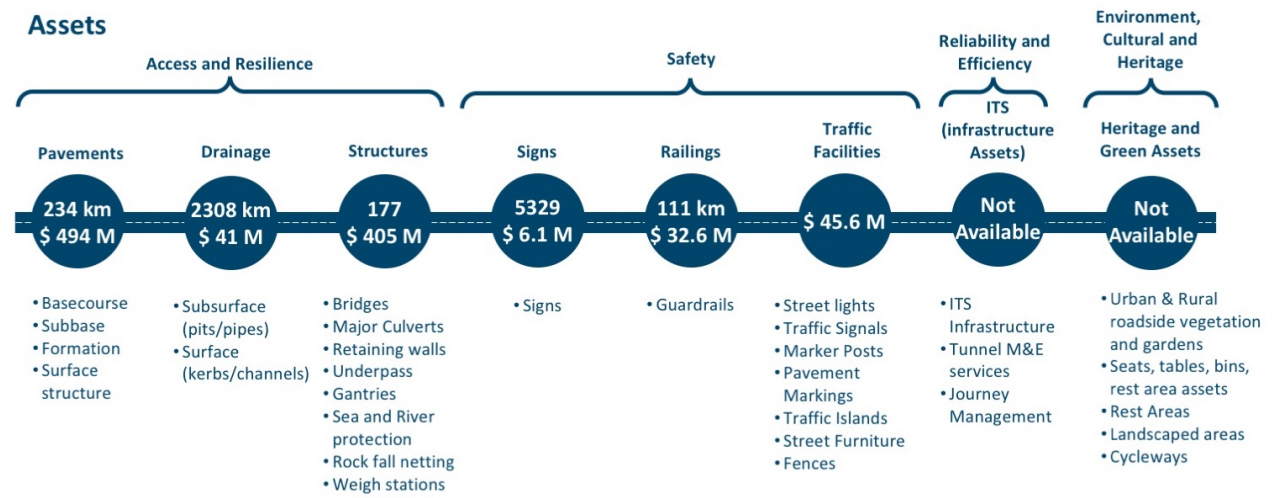 Assets
Access and Resilience
Safety
Reliability and
Efficiency
Environment,
Cultural and
Heritage
Pavements
Drainage
Structures
Signs
Railings
Traffic
Facilities
ITS
(infrastructure
Assets)
Heritage and
Green Assets
234 km
$ 494 M
2308 km
$ 41 M
177
$ 405 M
5329
$ 6.1 M
111 km
$ 32.6 M
$ 45.6 M
Not
Available
Not
Available
• Basecourse
• Subbase
• Formation
• Surface
structure
• Subsurface
(pits/pipes)
• Surface
(kerbs/channels)
• Bridges
• Major Culverts
• Retaining walls
• Underpass
• Gantries
• Sea and River
protection
• Rock fall netting
• Weigh stations
• Signs
• Guardrails
• Street lights
• Traffic Signals
• Marker Posts
• Pavement
Markings
• Traffic Islands
• Street Furniture
• Fences
• ITS
Infrastructure
• Tunnel M&E
services
• Journey
Management
• Urban & Rural
roadside vegetation
and gardens
• Seats, tables, bins,
rest area assets
• Rest Areas
• Landscaped areas
• Cycleways